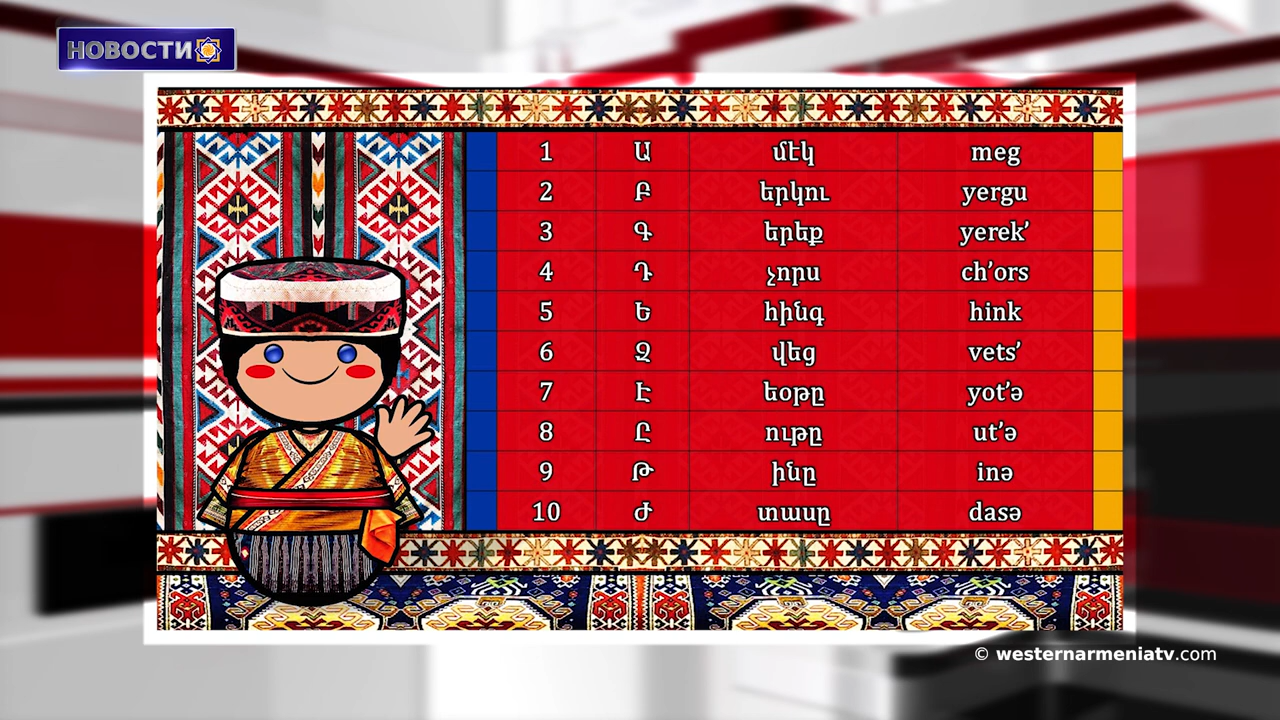 НОВОСТИ
1 Ա մէկ meg
2 Բ երկու yergu
3 Գ երեք yerek’
4 Դ չորս ch’ors
5 Ե հինգ hink
6 Զ վեց vets’
7 Է եօթը yot’ə
8 Ը ութը ut’ə
9 Թ ինը inə
10 Ժ տասը dasə
© westernarmeniatv.com